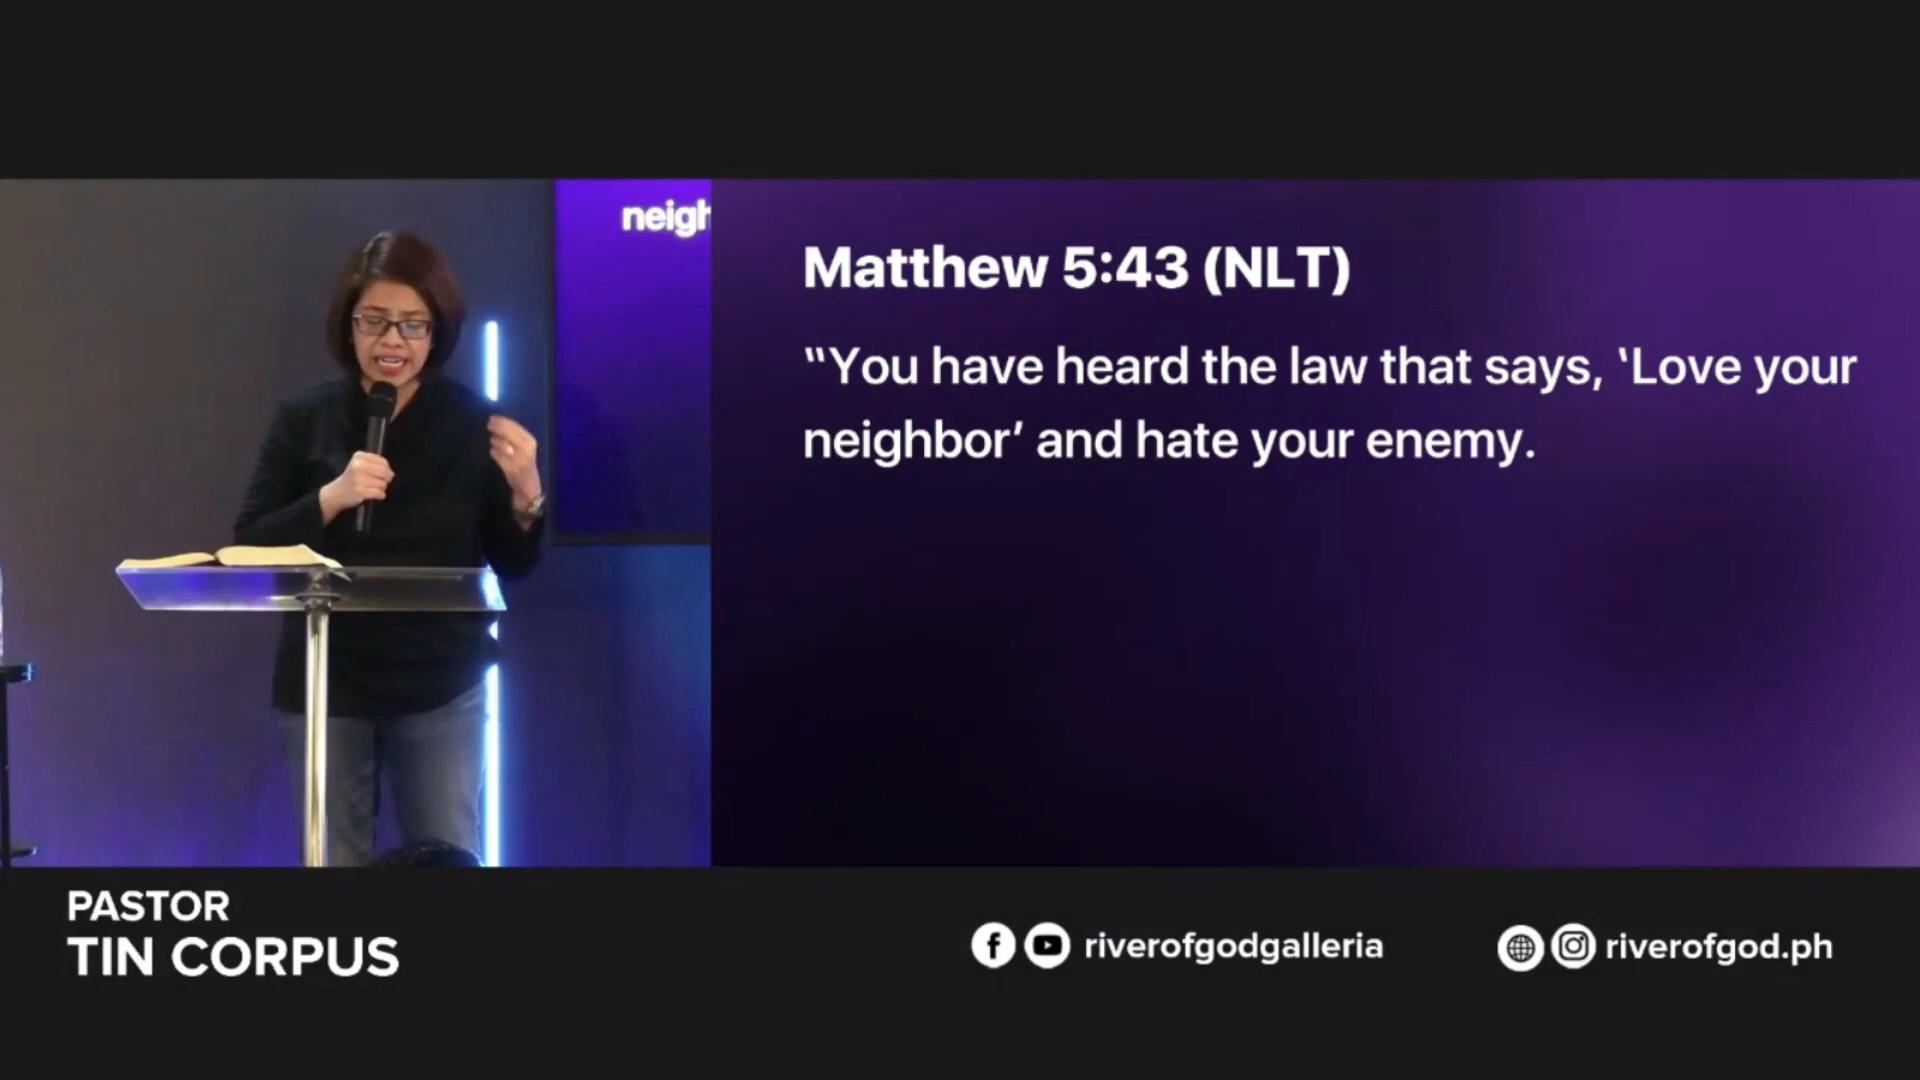 neigh
Matthew 5:43 (NLT)
“You have heard the law that says, ‘Love your
neighbor’ and hate your enemy.
PASTOR
TIN CORPUS
riverofgodgalleria
riverofgod.ph